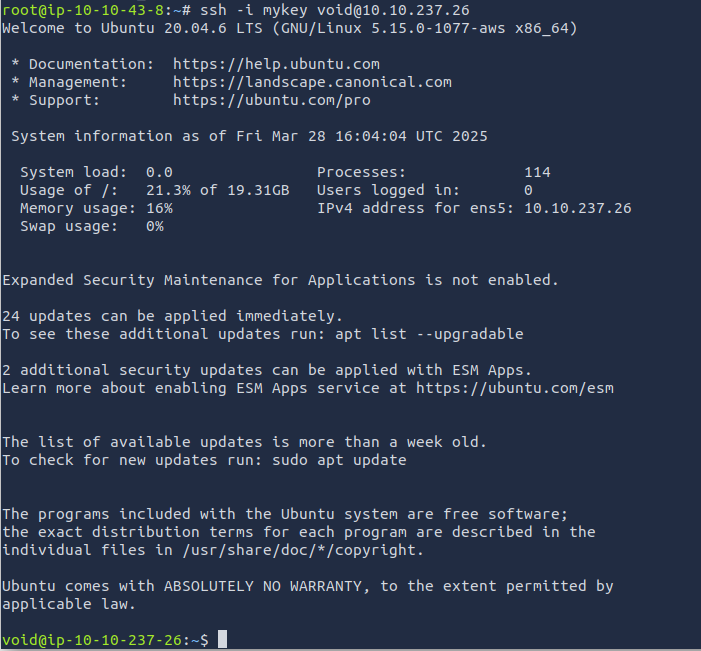 root@ip-10-10-43-8:~# ssh -i mykey void@10.10.237.26
Welcome to Ubuntu 20.04.6 LTS (GNU/Linux 5.15.0-1077-aws x86_64)
* Documentation:  https://help.ubuntu.com
* Management:     https://landscape.canonical.com
* Support:        https://ubuntu.com/pro
System information as of Fri Mar 28 16:04:04 UTC 2025
System load:  0.0                Processes:             114
Usage of /:   21.3% of 19.31GB   Users logged in:       0
Memory usage: 16%                IPv4 address for ens5: 10.10.237.26
Swap usage:   0%
Expanded Security Maintenance for Applications is not enabled.
24 updates can be applied immediately.
To see these additional updates run: apt list --upgradable
2 additional security updates can be applied with ESM Apps.
Learn more about enabling ESM Apps service at https://ubuntu.com/esm
The list of available updates is more than a week old.
To check for new updates run: sudo apt update
The programs included with the Ubuntu system are free software;
the exact distribution terms for each program are described in the
individual files in /usr/share/doc/*/copyright.
Ubuntu comes with ABSOLUTELY NO WARRANTY, to the extent permitted by
applicable law.
void@ip-10-10-237-26:~$